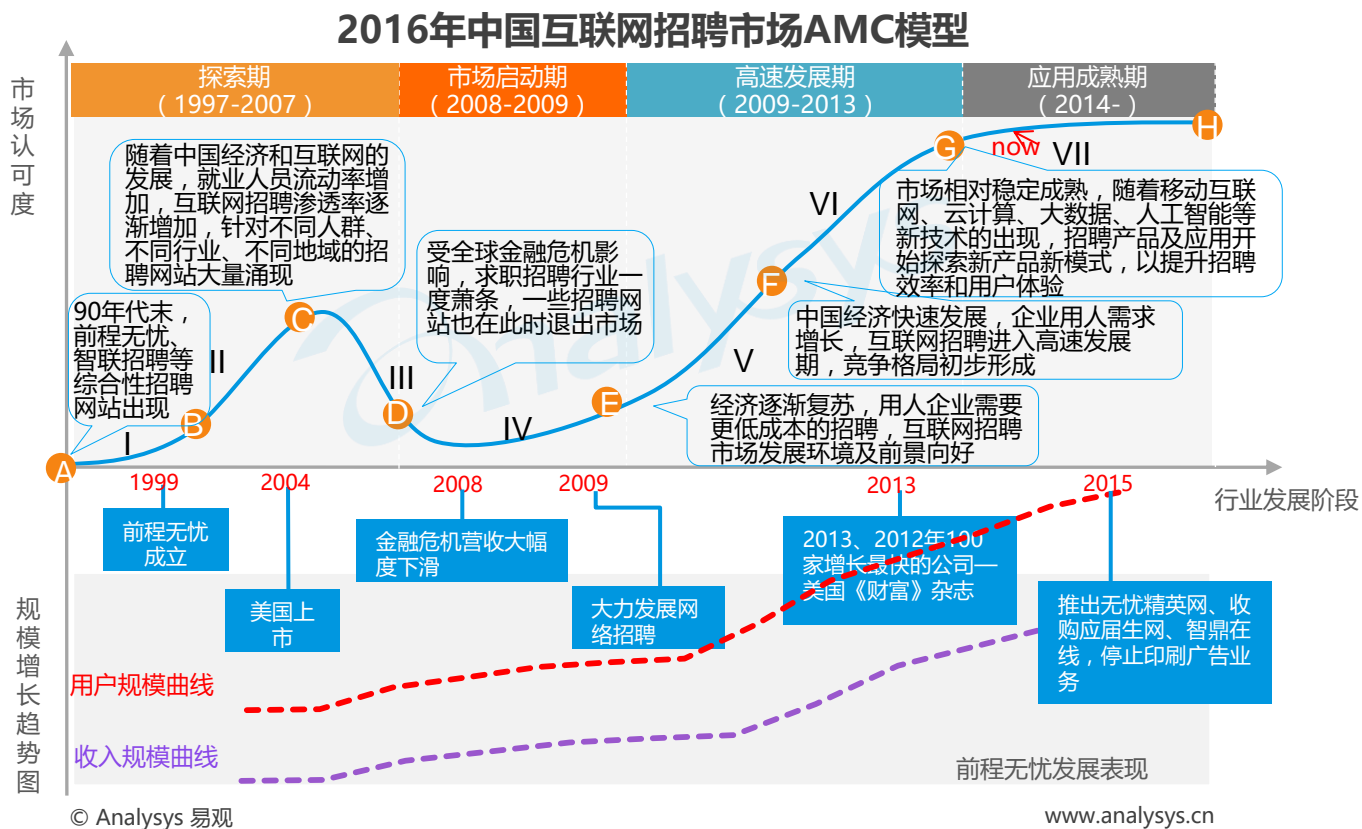 2016年中国互联网招聘市场AMC模型
市场认可度
探索期
（1997-2007）
市场启动期
（2008-2009）
高速发展期
（2009-2013）
应用成熟期
（2014-）
随着中国经济和互联网的
发展，就业人员流动率增
加，互联网招聘渗透率逐
渐增加，针对不同人群、
不同行业、不同地域的招
聘网站大量涌现
90年代末，
前程无忧、
智联招聘等
综合性招聘
网站出现
受全球金融危机影
响，求职招聘行业一
度萧条，一些招聘网
站也在此时退出市场
市场相对稳定成熟，随着移动互联
网、云计算、大数据、人工智能等
新技术的出现，招聘产品及应用开
始探索新产品新模式，以提升招聘
效率和用户体验
中国经济快速发展，企业用人需求
增长，互联网招聘进入高速发展
期，竞争格局初步形成
经济逐渐复苏，用人企业需要
更低成本的招聘，互联网招聘
市场发展环境及前景向好
A
B
C
D
E
F
G
H
I
II
III
IV
V
VI
VII
now
analysys
1999
2004
2008
2009
2013
2015
行业发展阶段
前程无忧
成立
美国上
市
金融危机营收大幅
度下滑
大力发展网
络招聘
2013、2012年100
家增长最快的公司—
美国《财富》杂志
推出无忧精英网、收
购应届生网、智鼎在
线，停止印刷广告业
务
规模增长趋势图
用户规模曲线
收入规模曲线
前程无忧发展表现
© Analysys 易观
www.analysys.cn